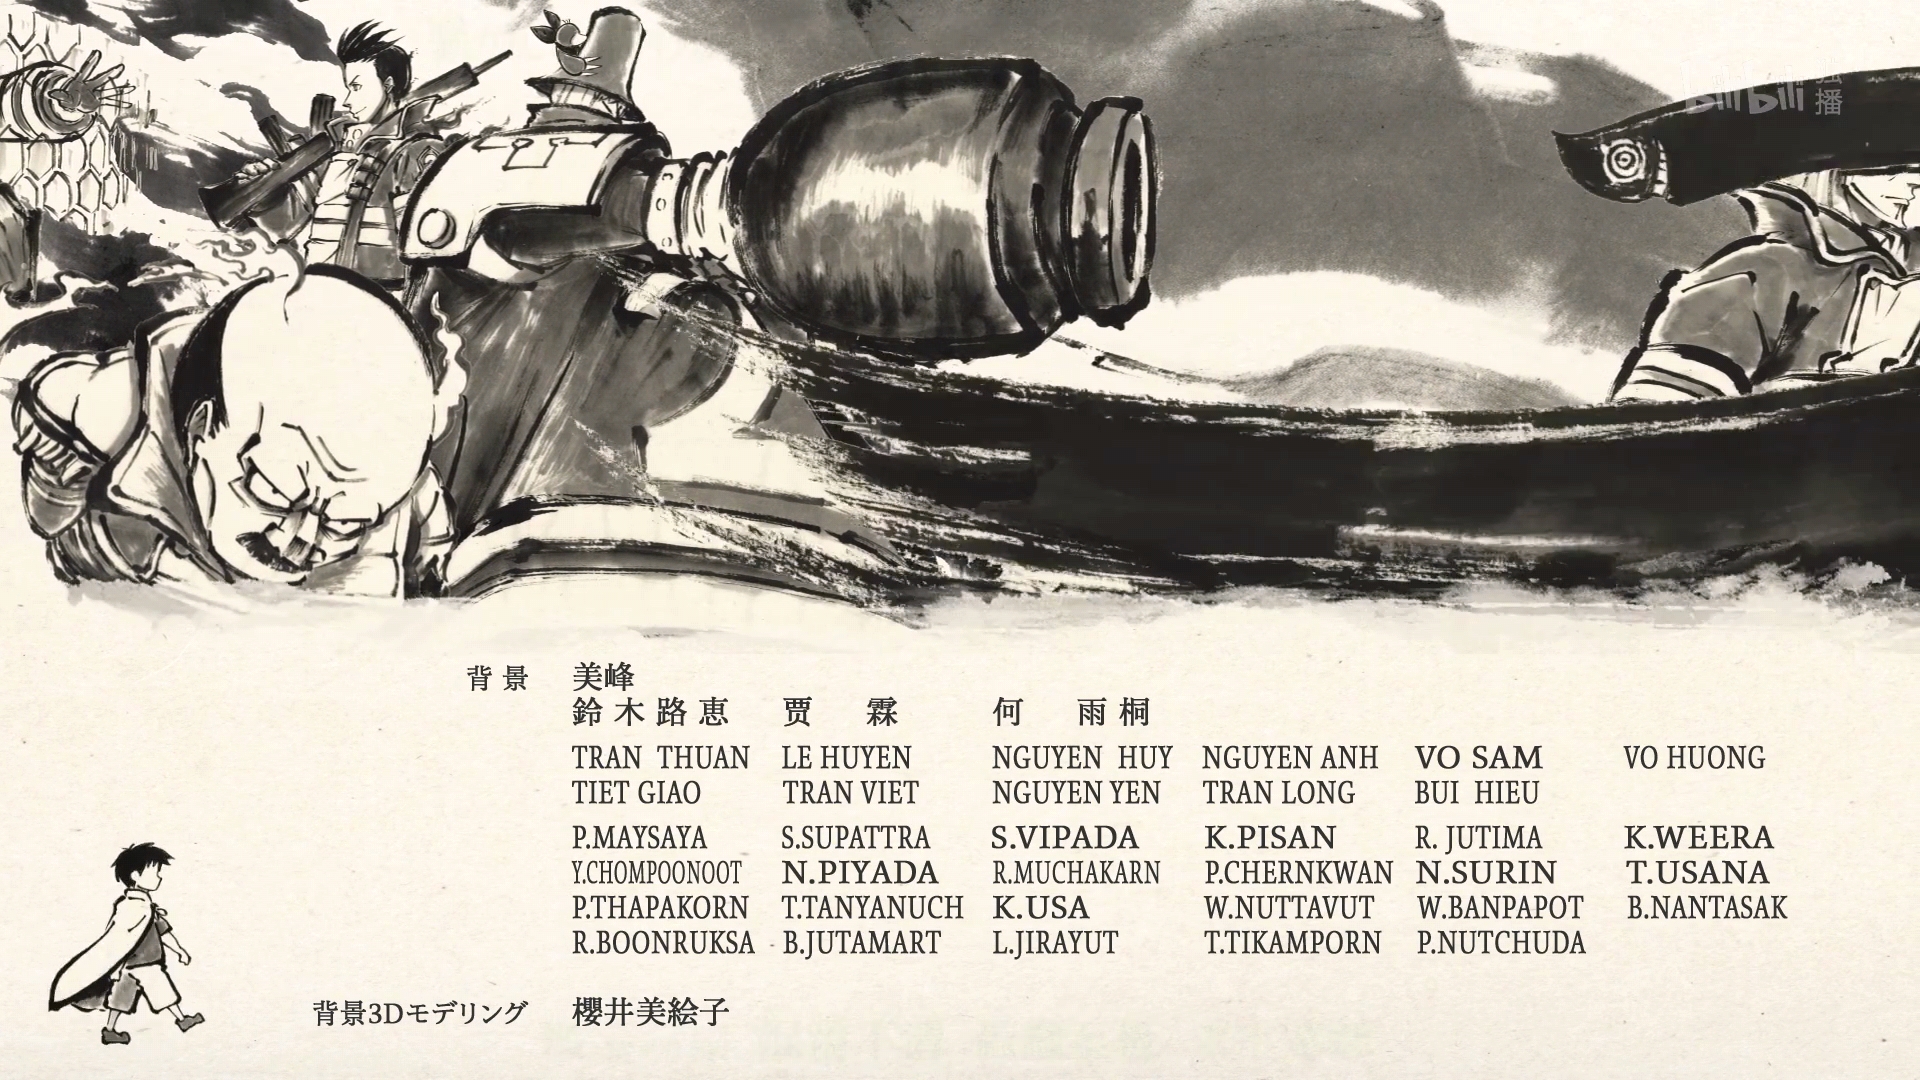 bilibili 独播
背景 美峰
鈴木路恵 贾霖 何雨桐
TRAN THUAN LE HUYEN NGUYEN HUY NGUYEN ANH VO SAM VO HUONG
TIET GIAO TRAN VIET NGUYEN YEN TRAN LONG BUI HIEU
P.MAYSAYA S.SUPATTRA S.VIPADA K.PISAN R. JUTIMA K.WEERA
Y.CHOMPOONOOT N.PIYADA R.MUCHAKARN P.CHERNKWAN N.SURIN T.USANA
P.THAPAKORN T.TANYANUCH K.USA W.NUTTAVUT W.BANPAPOT B.NANTASAK
R.BOONRUKSA B.JUTAMART L.JIRAYUT T.TIKAMPORN P.NUTCHUDA
背景3Dモデリング 櫻井美絵子